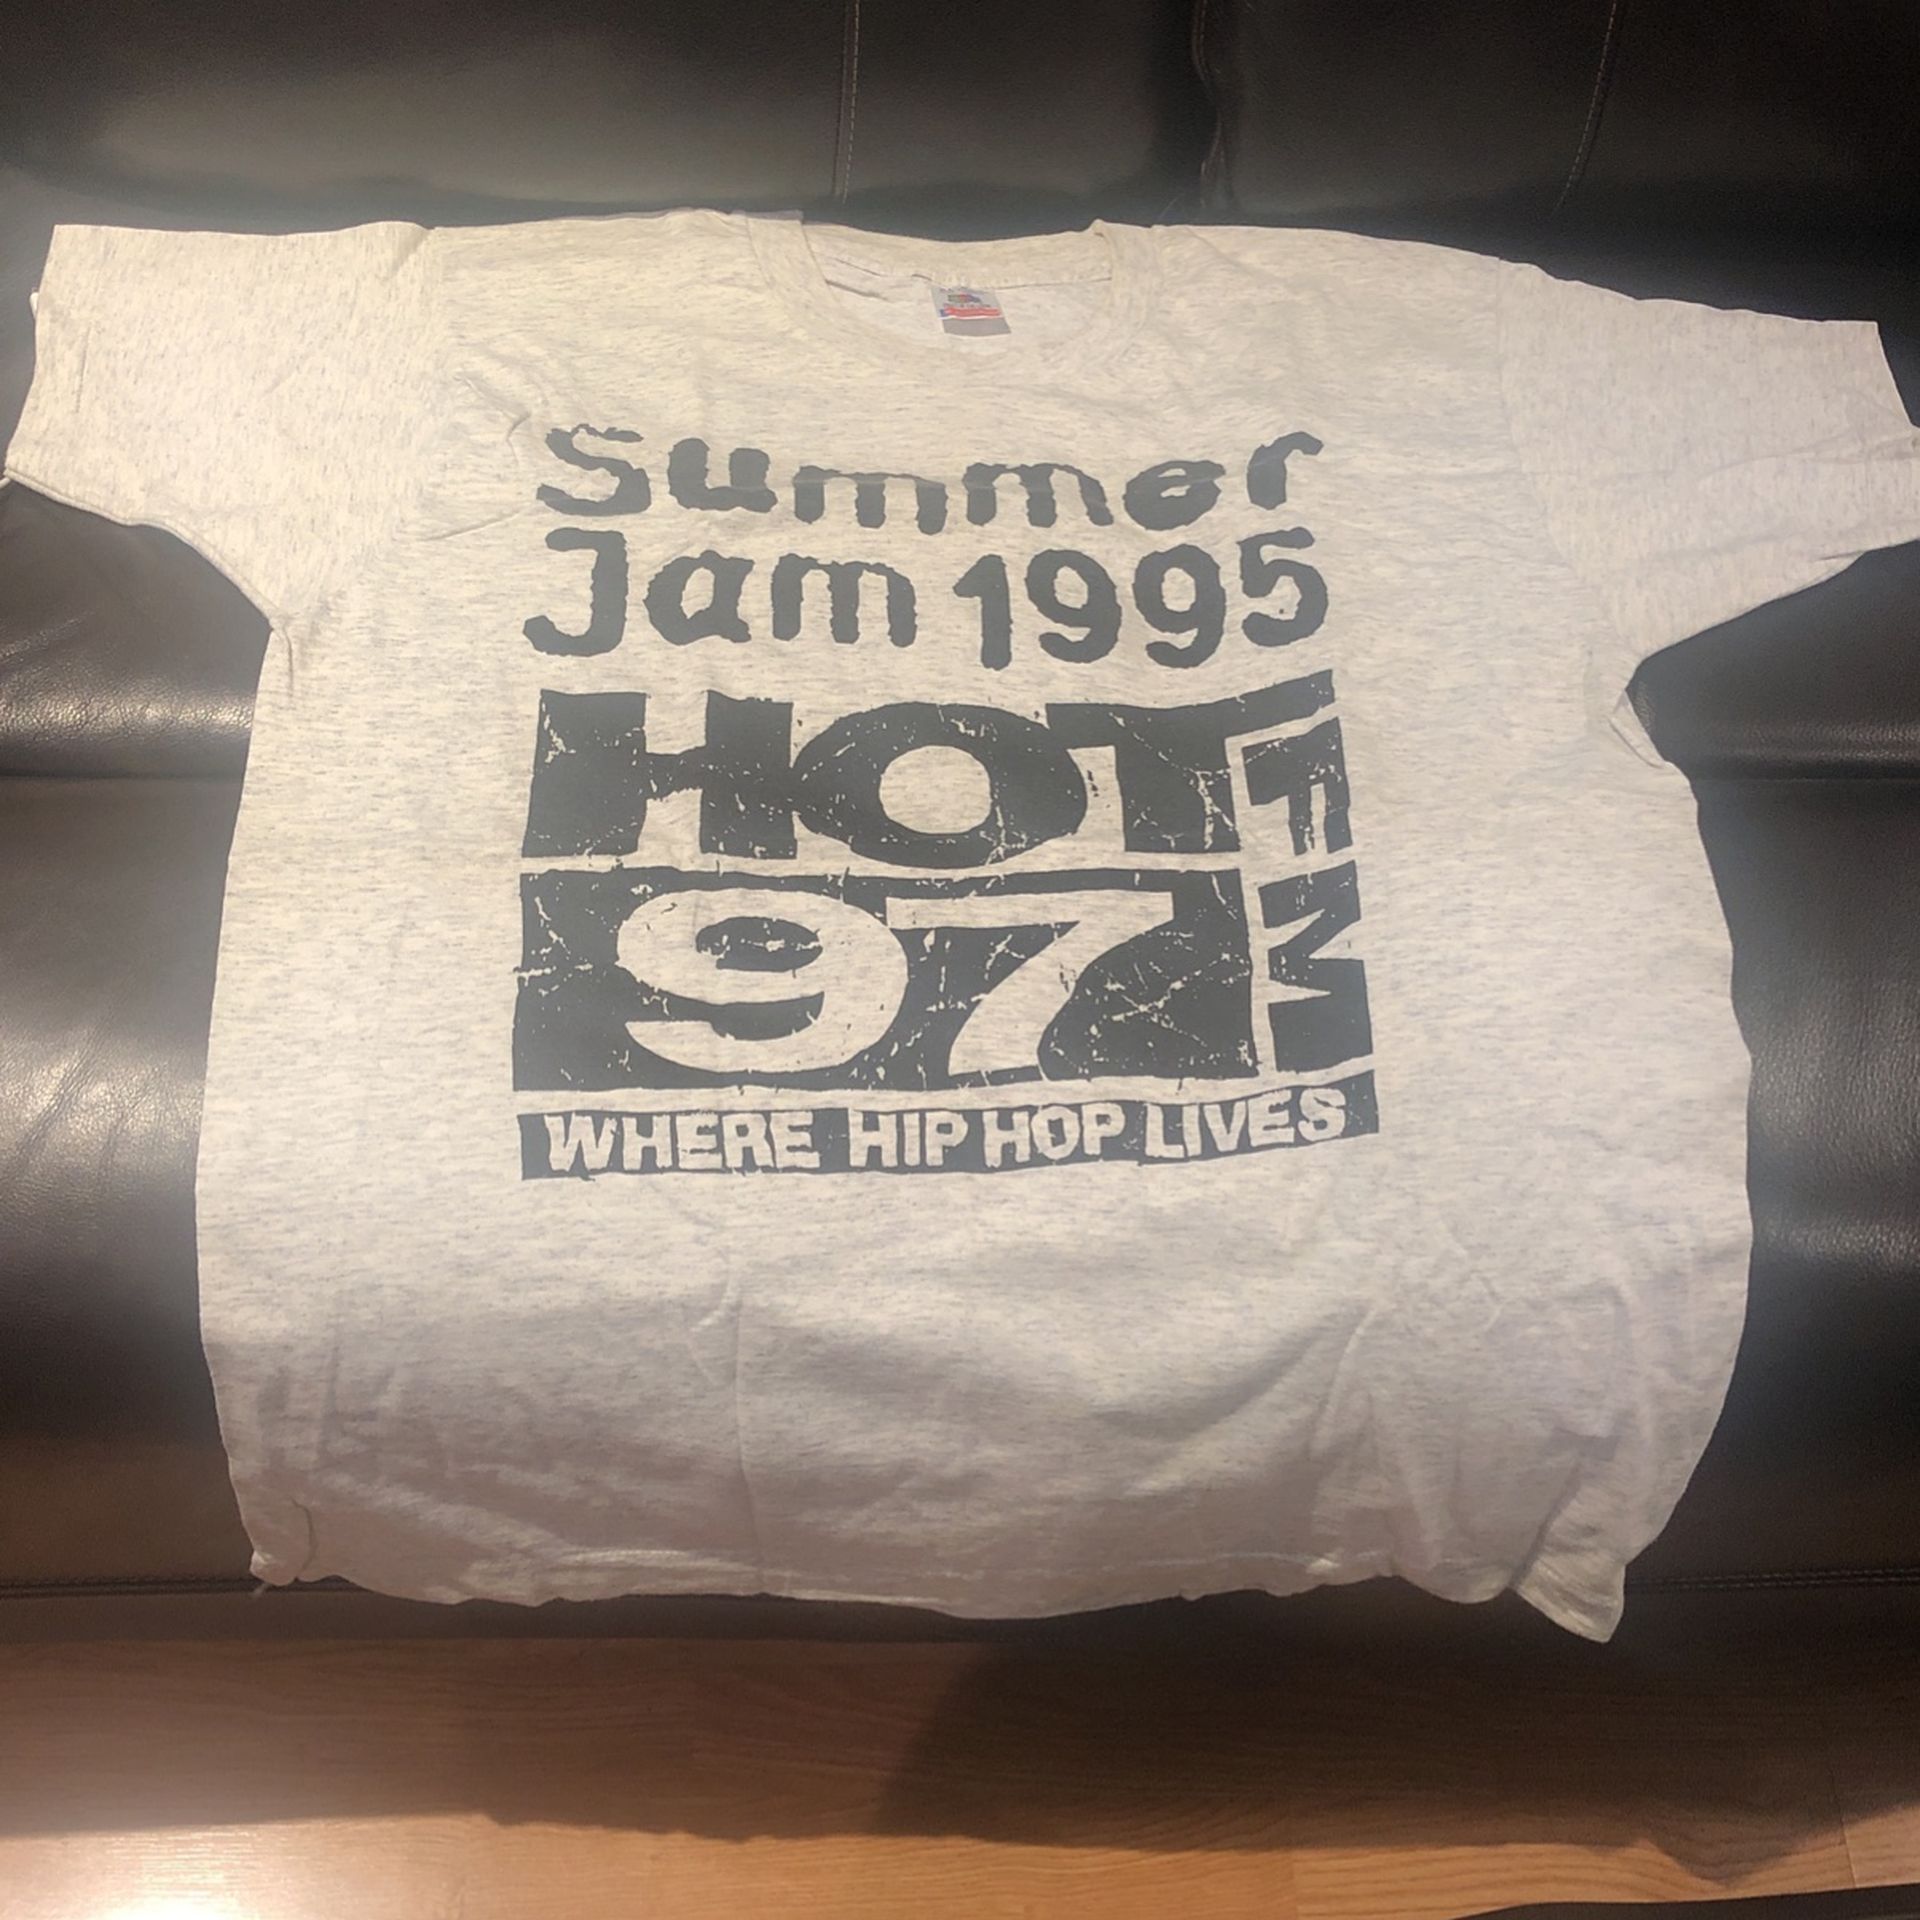 Summer
Jam 1995
HOT FM
97
WHERE HIP HOP LIVES